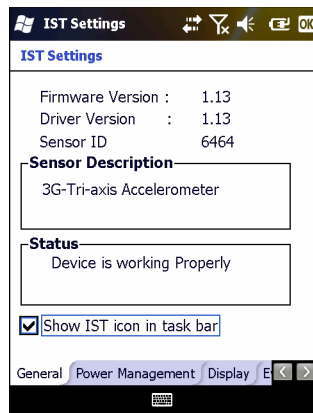 IST Settings
OK
IST Settings
Firmware Version : 1.13
Driver Version : 1.13
Sensor ID 6464
Sensor Description
3G-Tri-axis Accelerometer
Status
Device is working Properly
Show IST icon in task bar
General Power Management Display